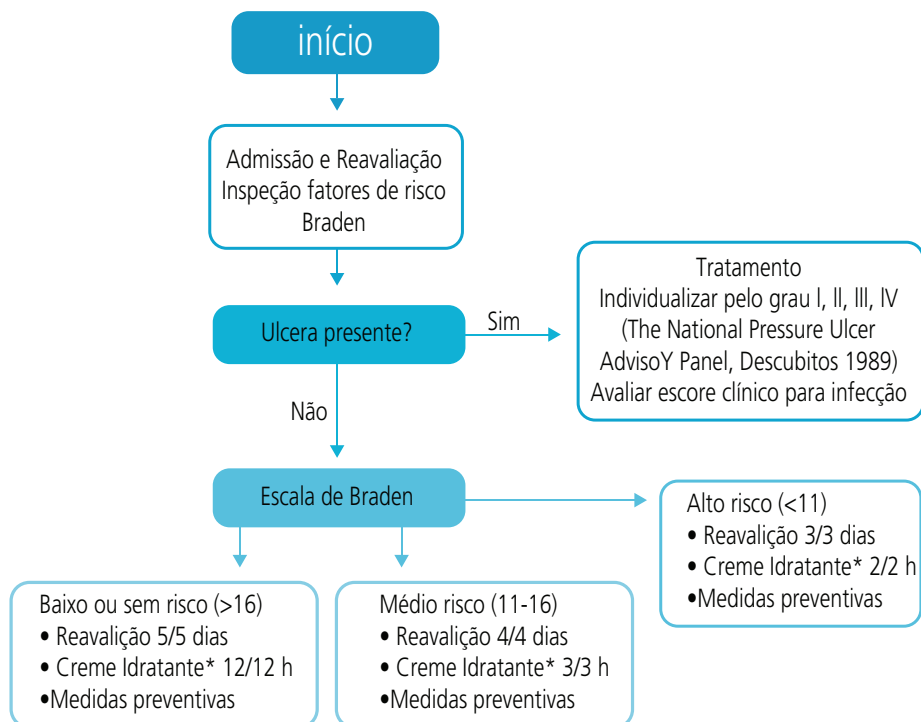 início
Admissão e Reavaliação
Inspeção fatores de risco
Braden
Ulcera presente?
Sim
Tratamento
Individualizar pelo grau I, II, III, IV
(The National Pressure Ulcer
AdvisoY Panel, Descubitos 1989)
Avaliar escore clínico para infecção
Não
Escala de Braden
Alto risco (<11)
• Reavalição 3/3 dias
• Creme Idratante* 2/2 h
•Medidas preventivas
Baixo ou sem risco (>16)
• Reavalição 5/5 dias
• Creme Idratante* 12/12 h
•Medidas preventivas
Médio risco (11-16)
• Reavalição 4/4 dias
• Creme Idratante* 3/3 h
•Medidas preventivas